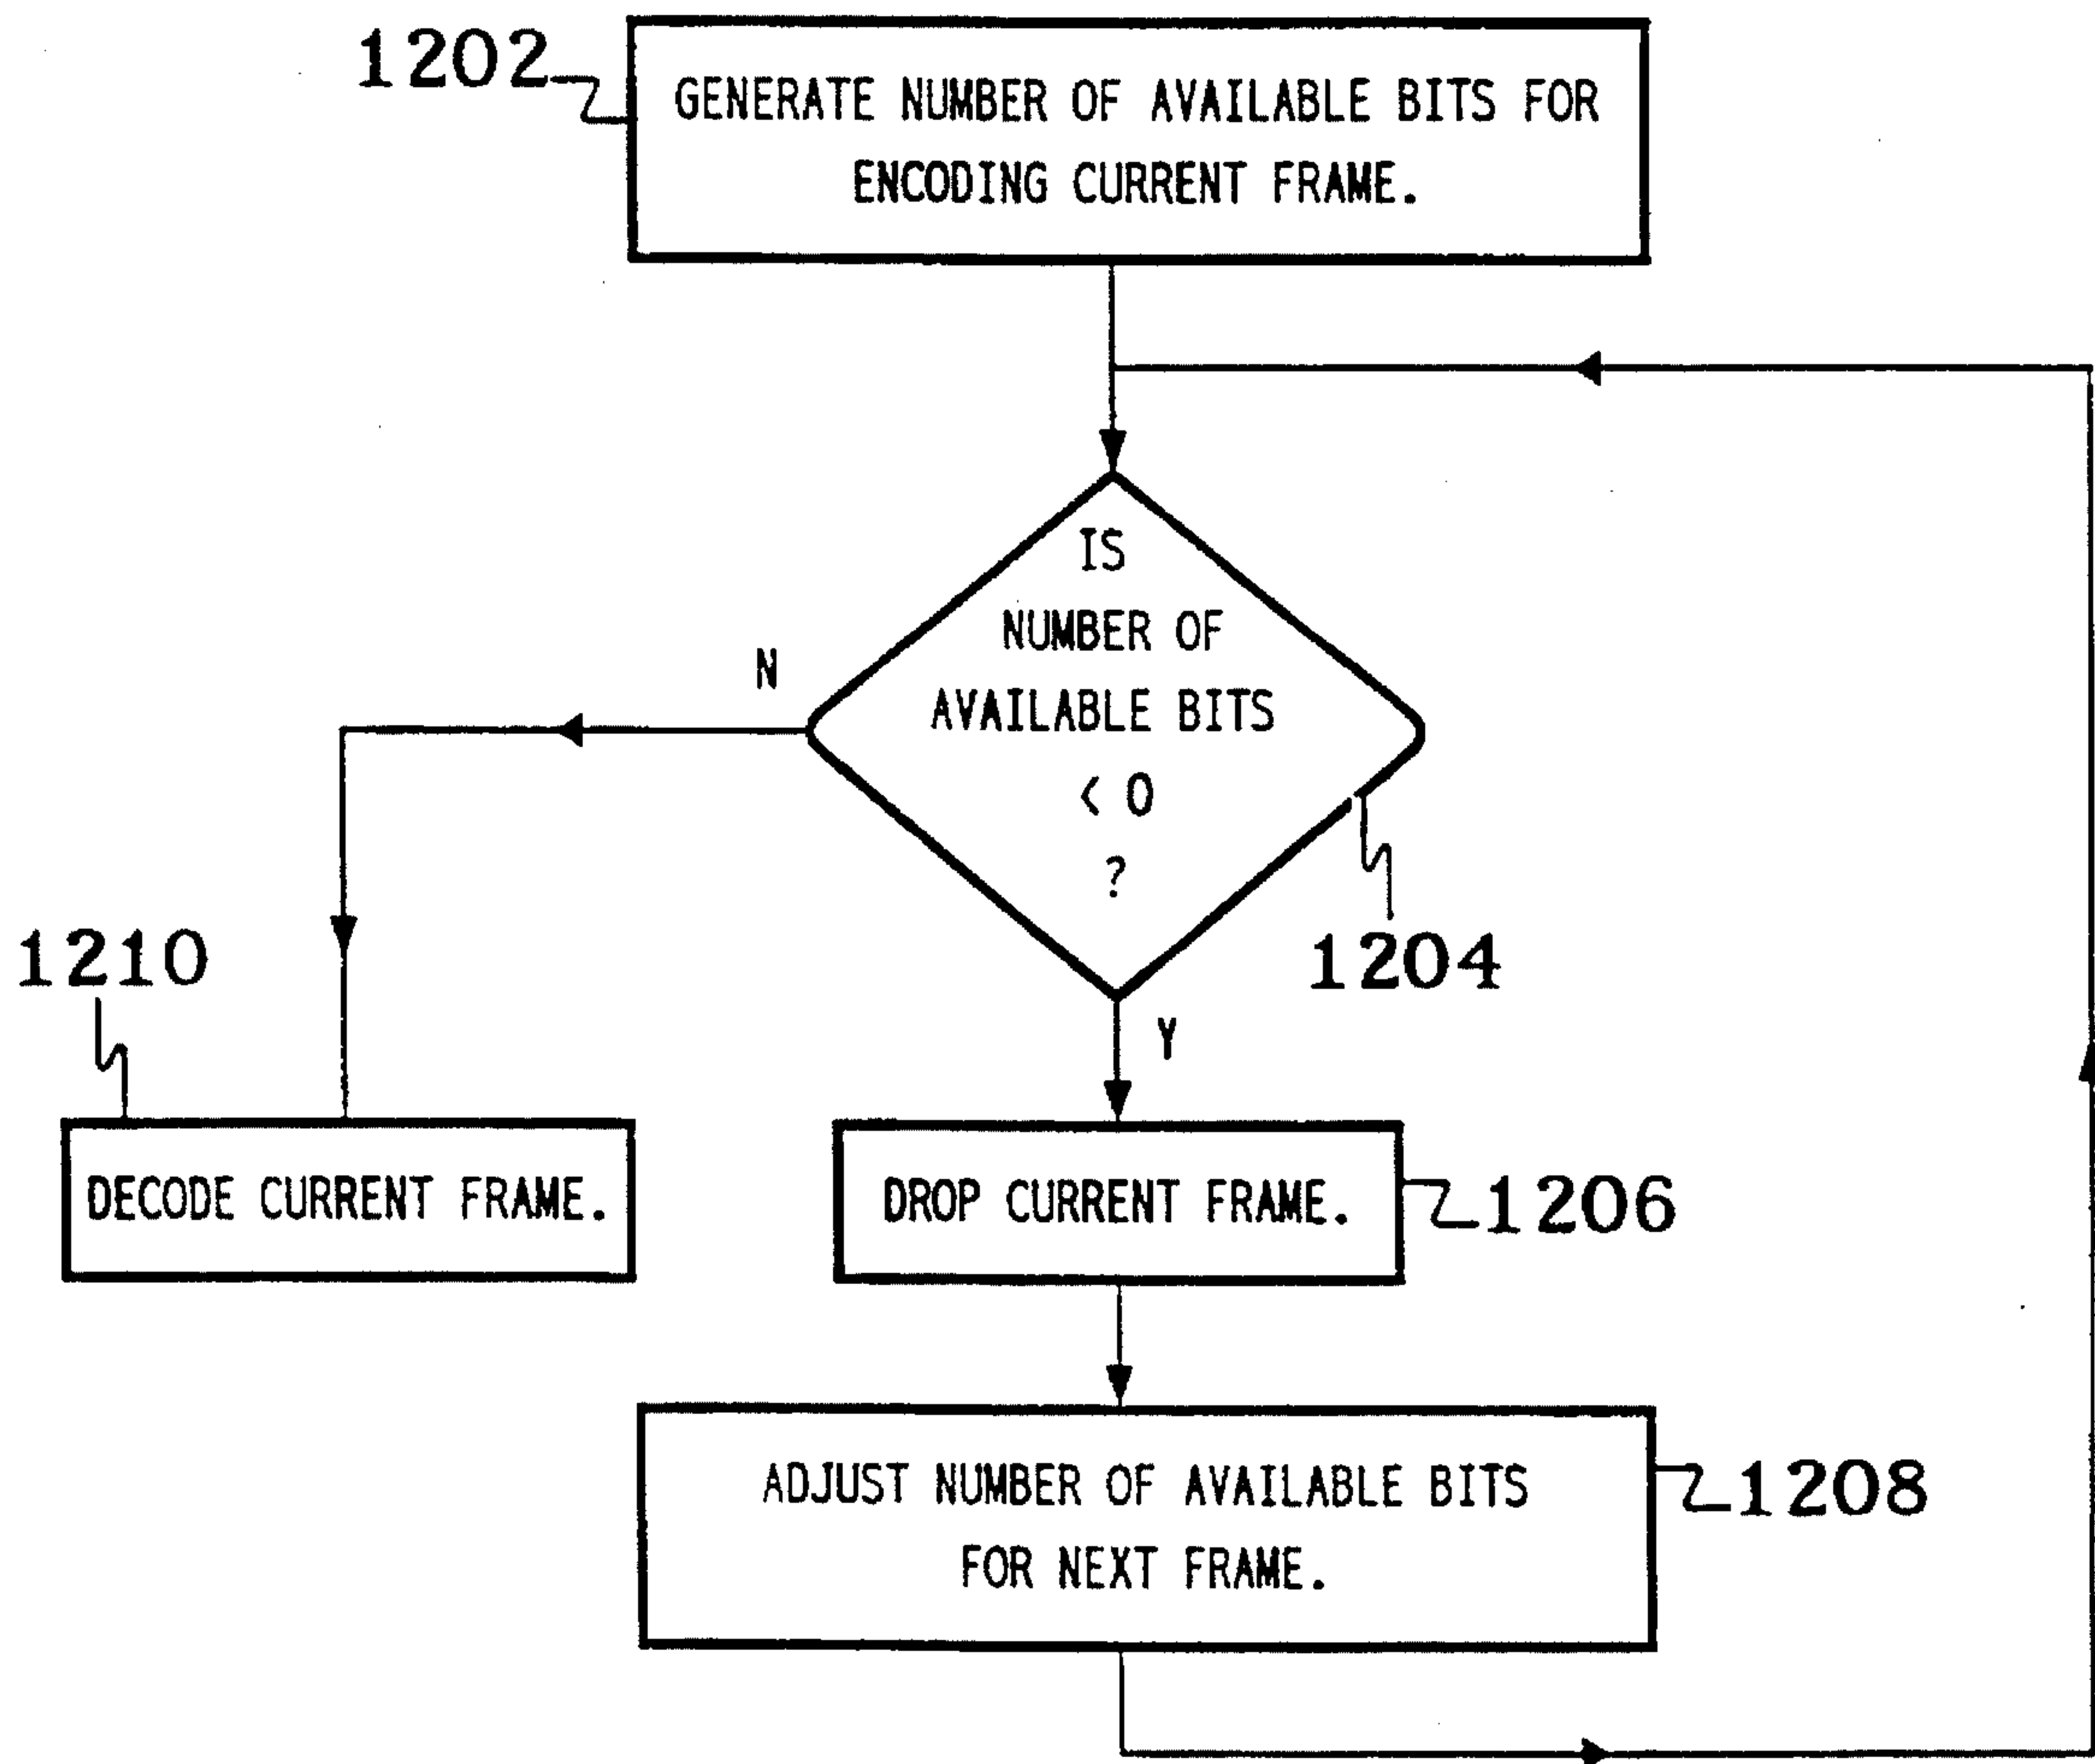 1202
GENERATE NUMBER OF AVAILABLE BITS FOR
ENCODING CURRENT FRAME.
IS
NUMBER OF
AVAILABLE BITS
< 0
?
N
1204
Y
1210
DECODE CURRENT FRAME.
DROP CURRENT FRAME.
1206
ADJUST NUMBER OF AVAILABLE BITS
FOR NEXT FRAME.
1208